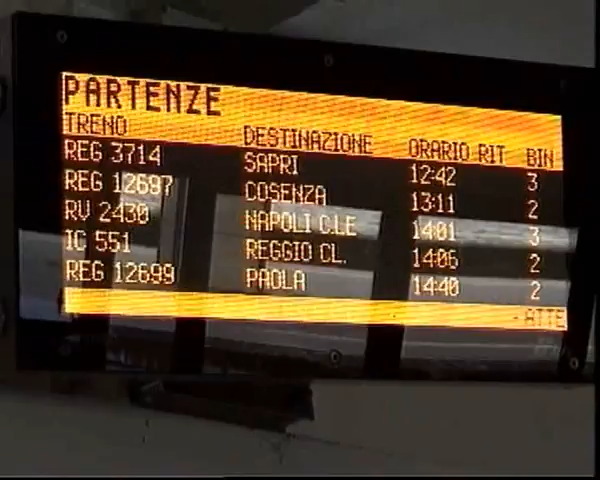 PARTENZE
TRENO DESTINAZIONE ORARIO RIT BIN
REG 3714 SAPRI 12:42 3
REG 12697 COSENZA 13:11 2
RV 2430 NAPOLI C.LE 14:01 3
IC 551 REGGIO CL. 14:06 2
REG 12699 PAOLA 14:40 2
- ATTE